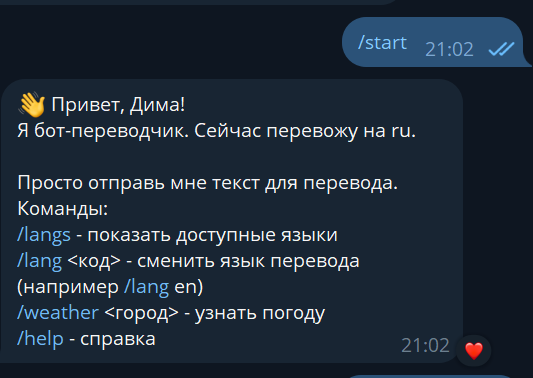 /start 21:02
👋 Привет, Дима!
Я бот-переводчик. Сейчас перевожу на ru.
Просто отправь мне текст для перевода.
Команды:
/langs - показать доступные языки
/lang <код> - сменить язык перевода
(например /lang en)
/weather <город> - узнать погоду
/help - справка
21:02